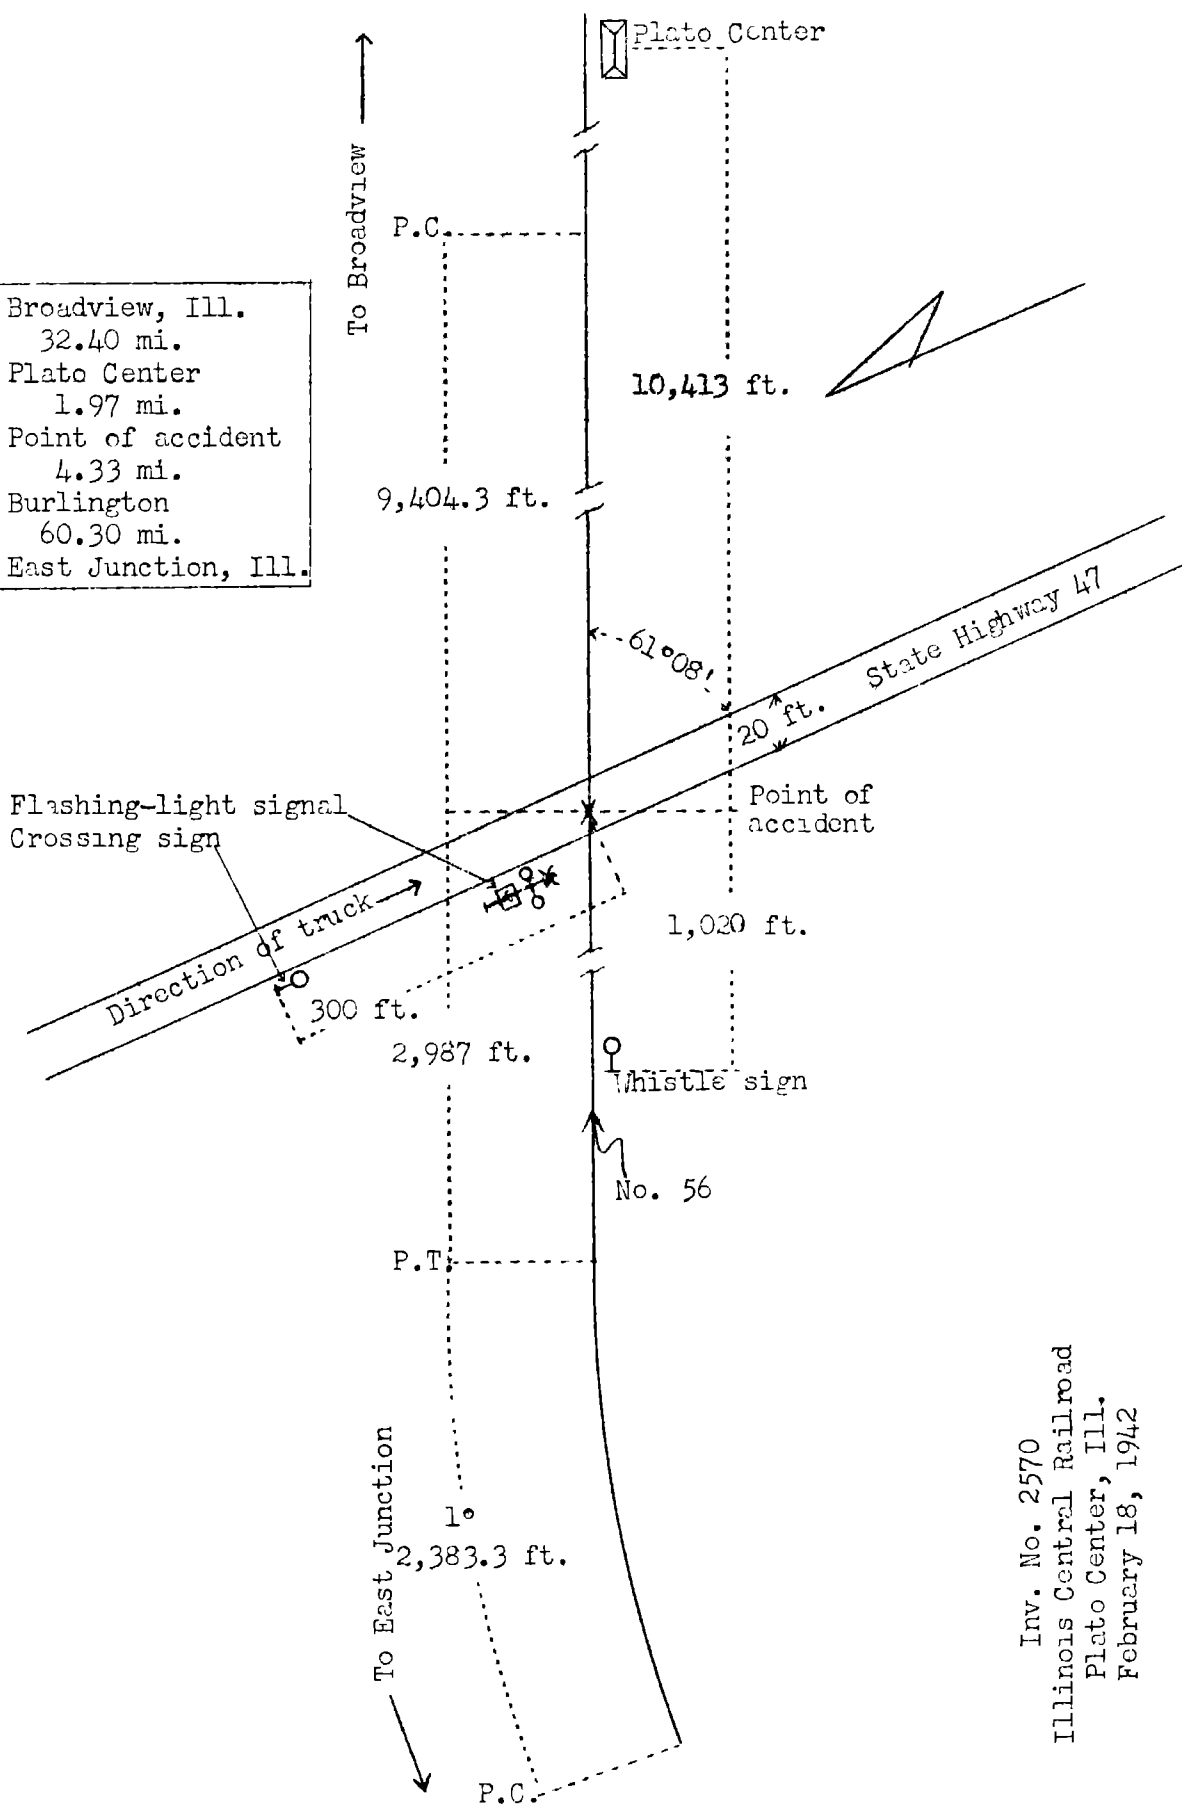 Plato Center
To Broadview
P.C.
Broadview, Ill.
32.40 mi.
Plato Center
1.97 mi.
Point of accident
4.33 mi.
Burlington
60.30 mi.
East Junction, Ill.
10,413 ft.
9,404.3 ft.
61°08'
State Highway 47
20 ft.
Flashing-light signal
Crossing sign
Point of
accident
Direction of truck
1,020 ft.
300 ft.
2,987 ft.
Whistle sign
No. 56
P.T.
To East Junction
1°
2,383.3 ft.
P.C.
Inv. No. 2570
Illinois Central Railroad
Plato Center, Ill.
February 18, 1942